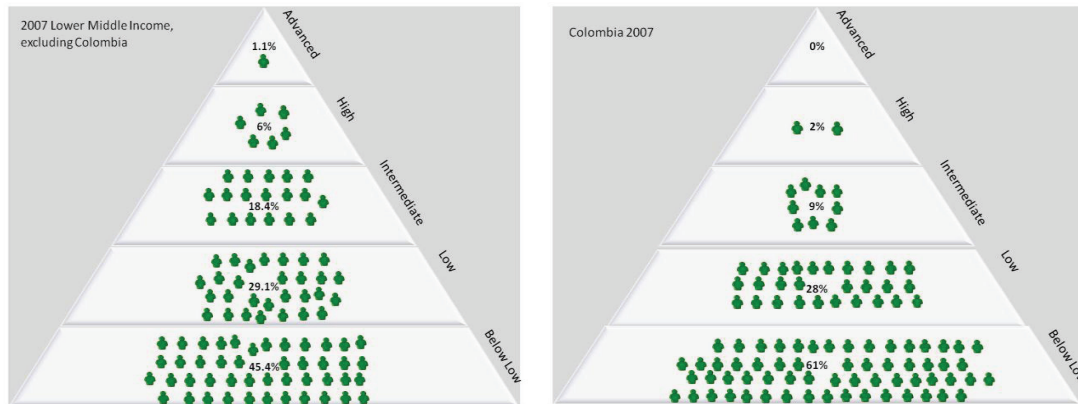 2007 Lower Middle Income,
excluding Colombia
1.1%
Advanced
6%
High
18.4%
Intermediate
29.1%
Low
45.4%
Below Low
Colombia 2007
0%
Advanced
2%
High
9%
Intermediate
28%
Low
61%
Below Low